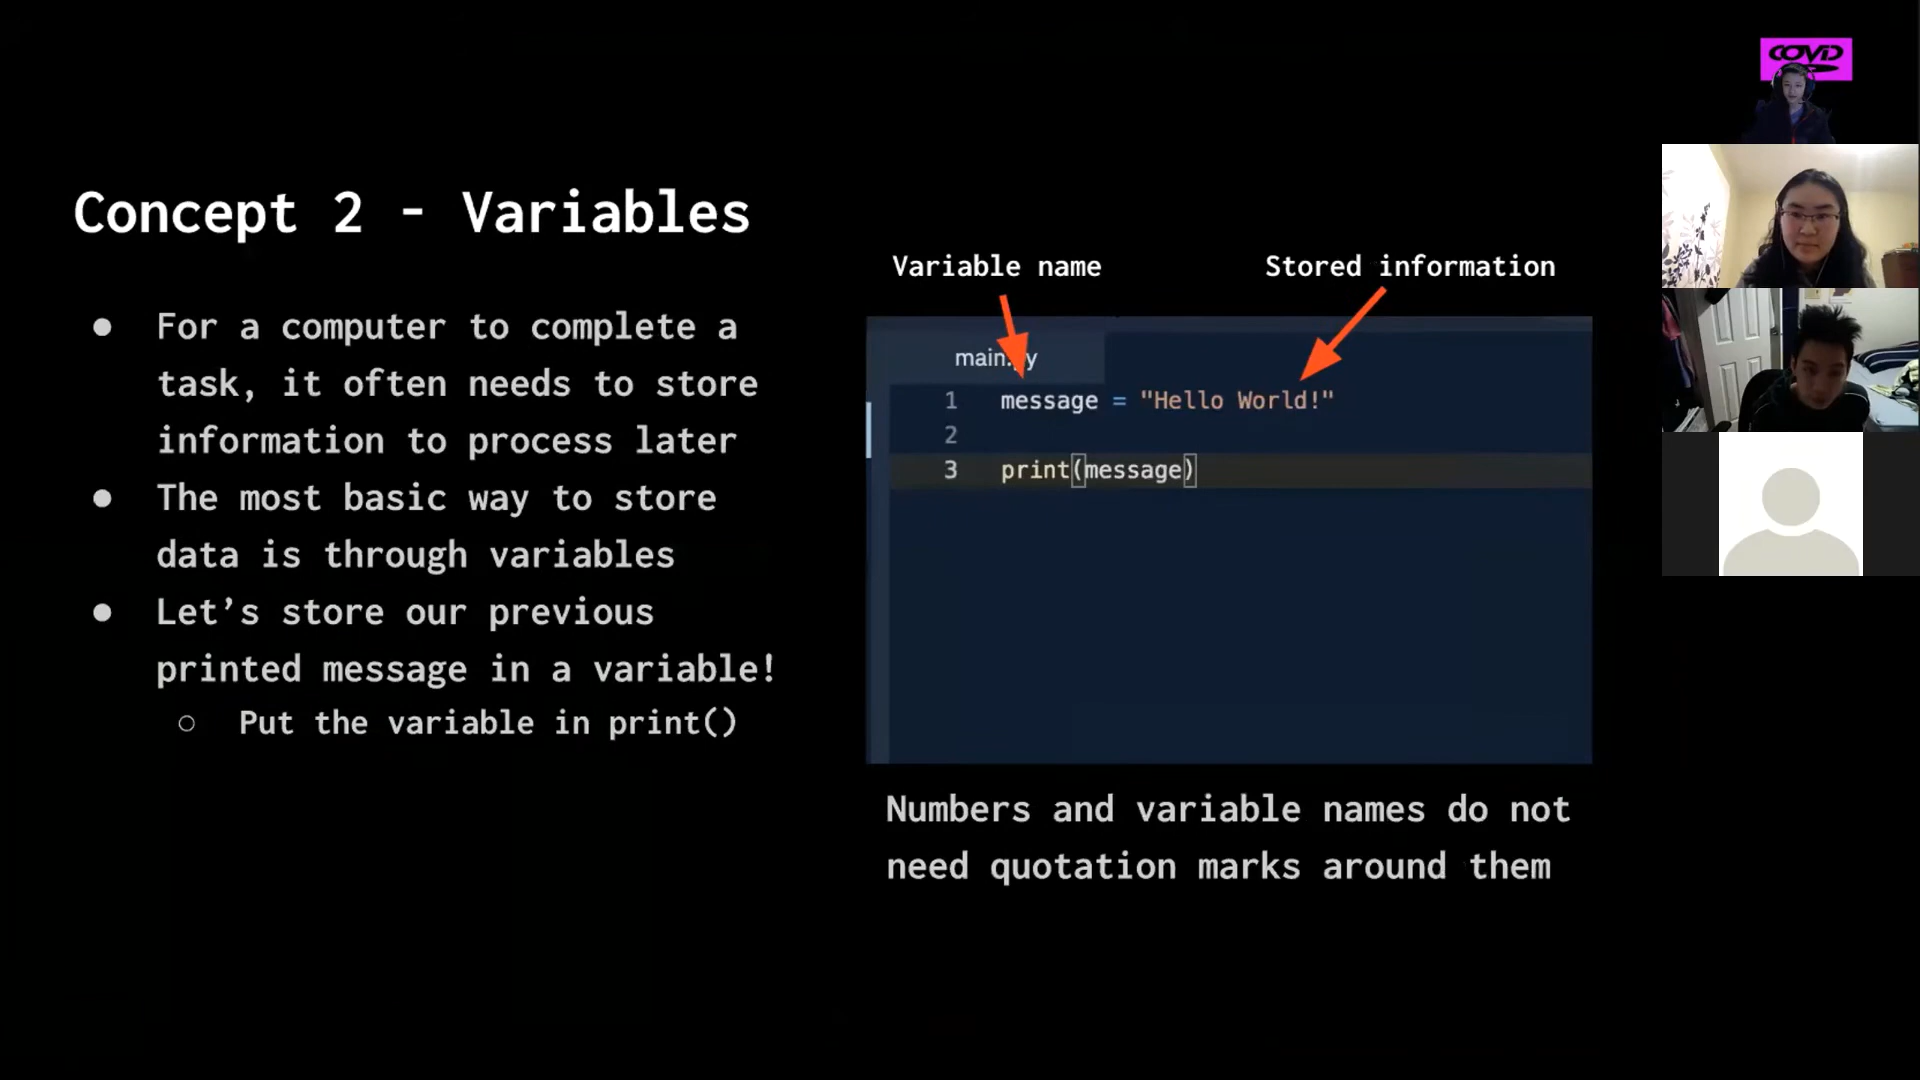 COVID
Concept 2 - Variables
● For a computer to complete a
task, it often needs to store
information to process later
● The most basic way to store
data is through variables
● Let’s store our previous
printed message in a variable!
○ Put the variable in print()
Variable name
Stored information
main.py
1 message = "Hello World!"
2
3 print(message)
Numbers and variable names do not
need quotation marks around them